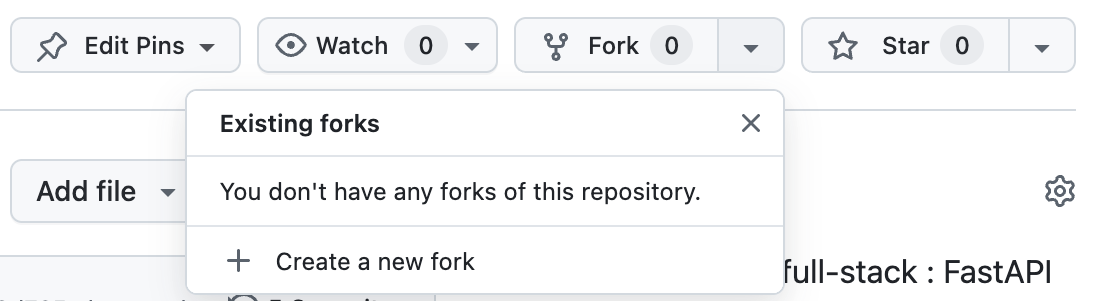 Edit Pins Watch 0 Fork 0 Star 0
Existing forks
Add file
You don't have any forks of this repository.
Create a new fork
full-stack : FastAPI